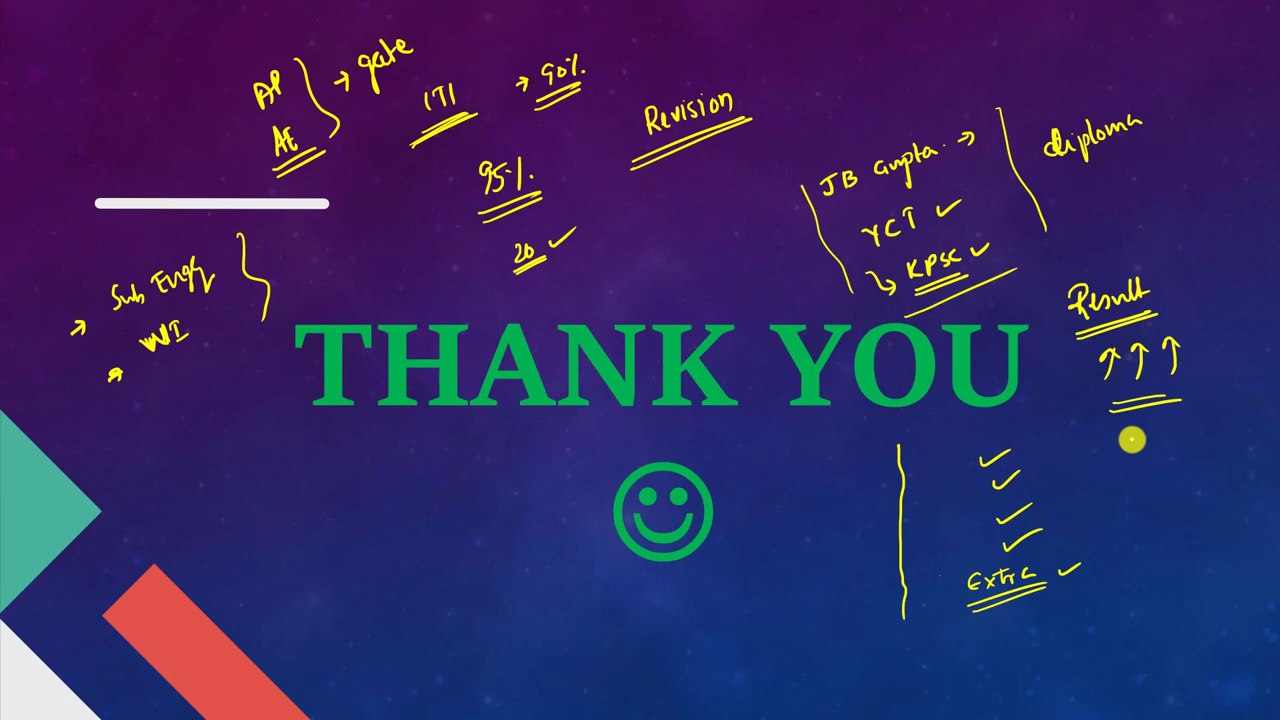 AP
AE
→ gate
ITI
→ 90%
95%
20 ✓
Revision
JB Gupta →
YCT ✓
KPSC ✓
diploma
→ Sub Engg
→
Result
↑ ↑ ↑
THANK YOU
✓
✓
✓
✓
Extra ✓